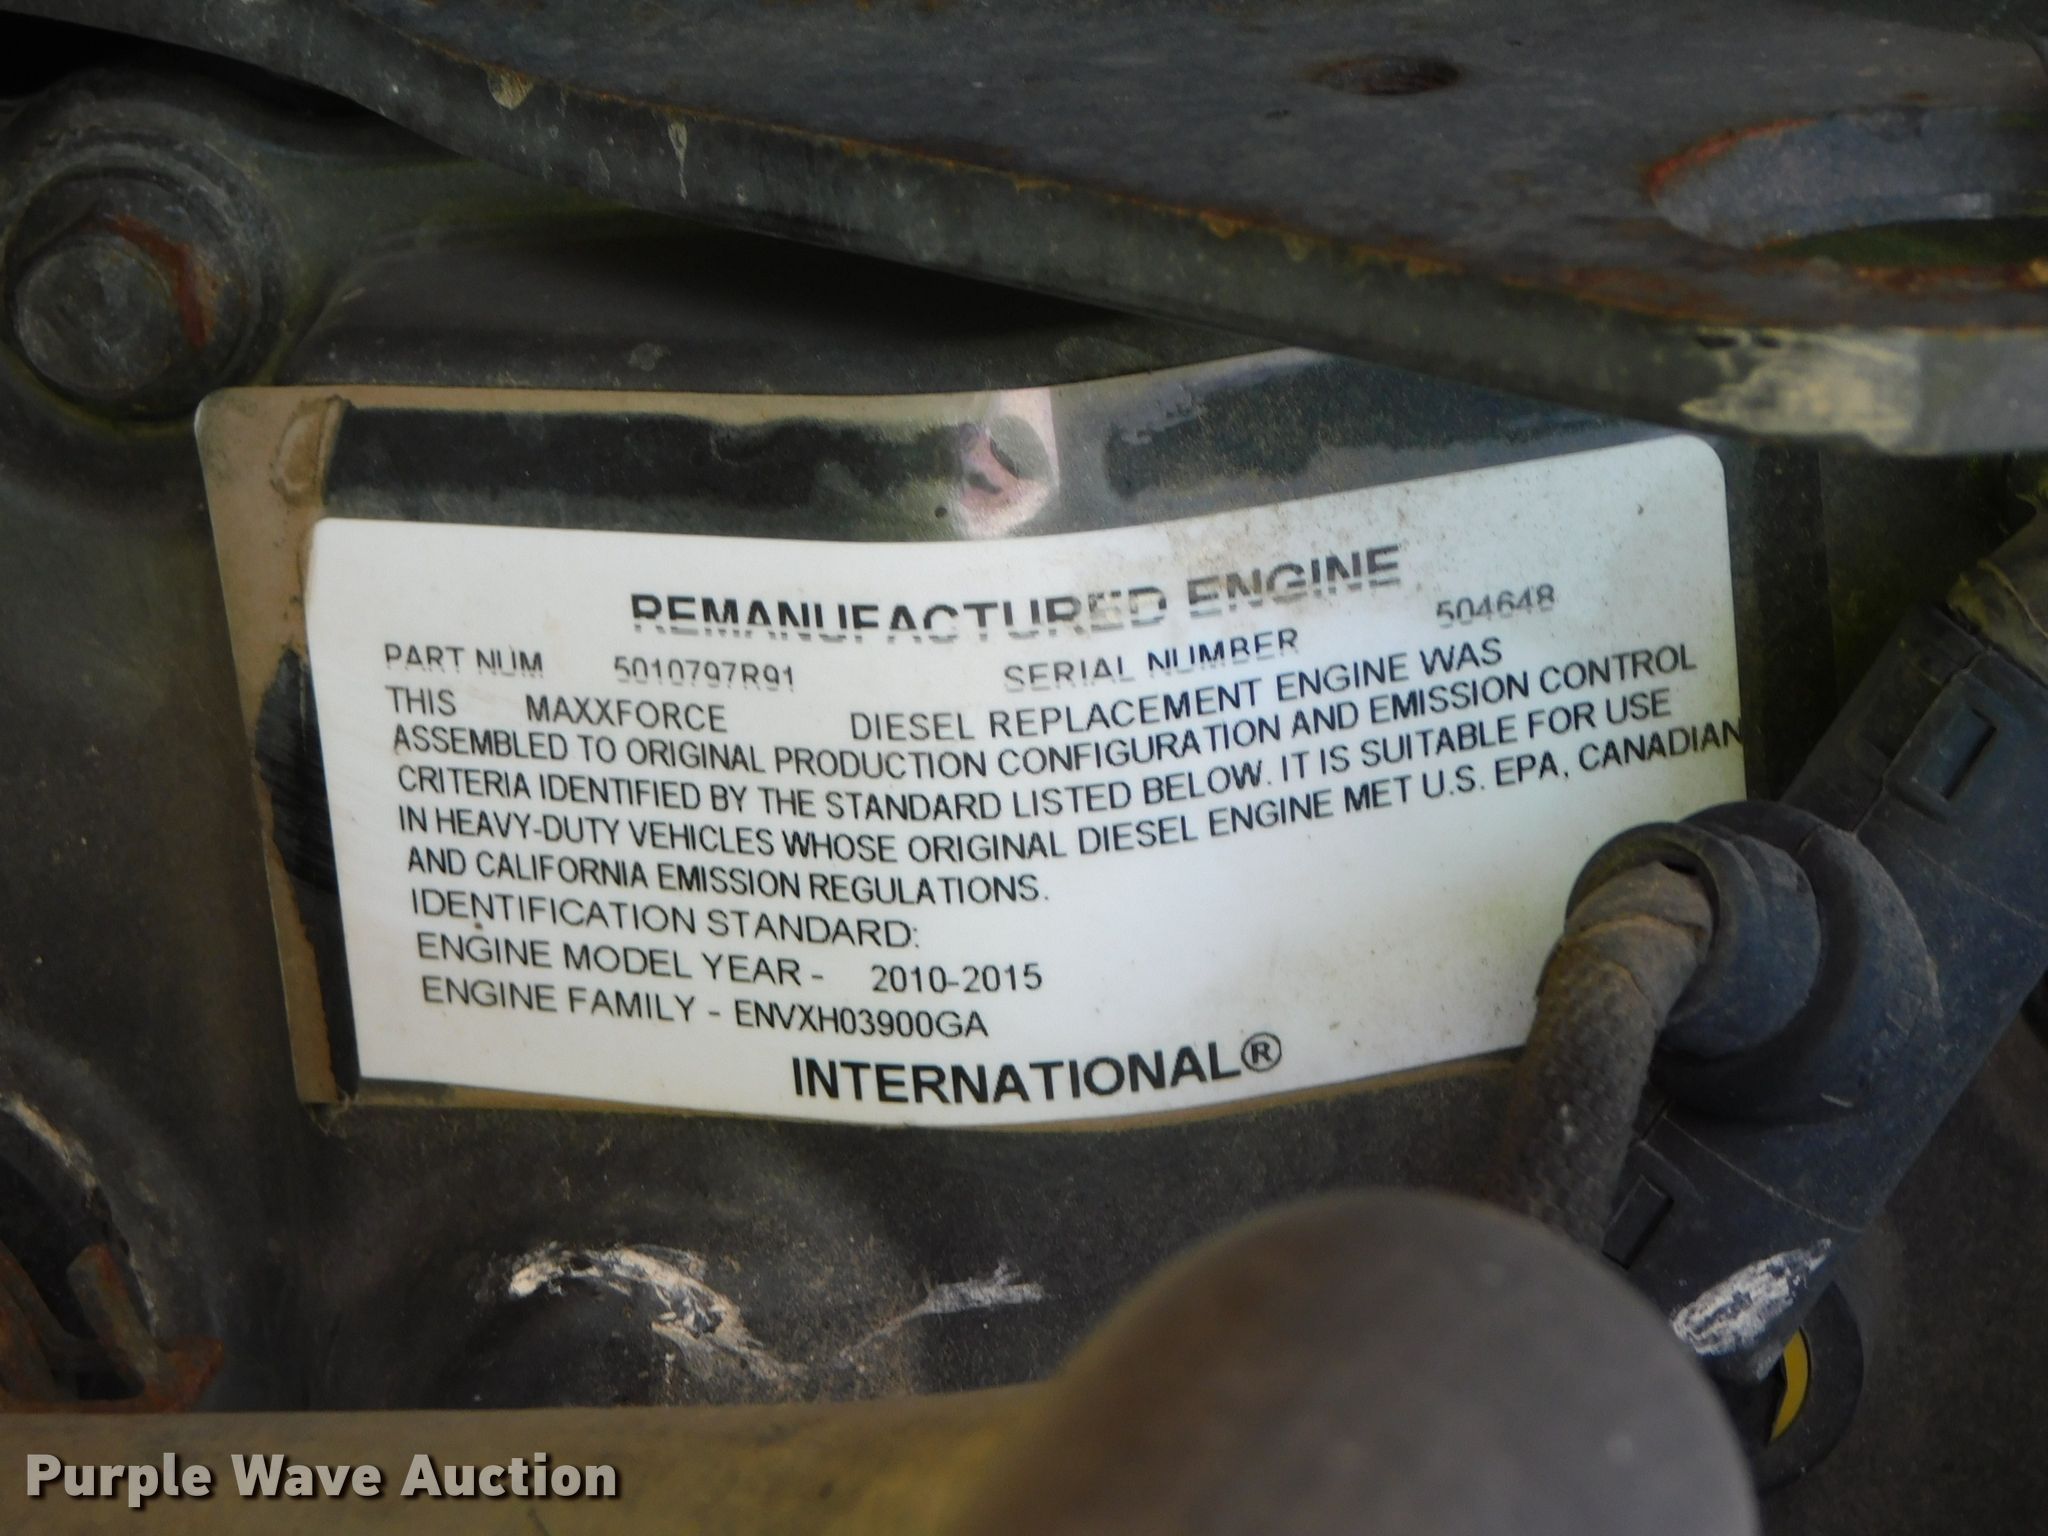 REMANUFACTURED ENGINE
PART NUM 5010797R91 SERIAL NUMBER 504648
THIS MAXXFORCE DIESEL REPLACEMENT ENGINE WAS
ASSEMBLED TO ORIGINAL PRODUCTION CONFIGURATION AND EMISSION CONTROL
CRITERIA IDENTIFIED BY THE STANDARD LISTED BELOW. IT IS SUITABLE FOR USE
IN HEAVY-DUTY VEHICLES WHOSE ORIGINAL DIESEL ENGINE MET U.S. EPA, CANADIAN
AND CALIFORNIA EMISSION REGULATIONS.
IDENTIFICATION STANDARD:
ENGINE MODEL YEAR - 2010-2015
ENGINE FAMILY - ENVXH03900GA
INTERNATIONAL®
Purple Wave Auction